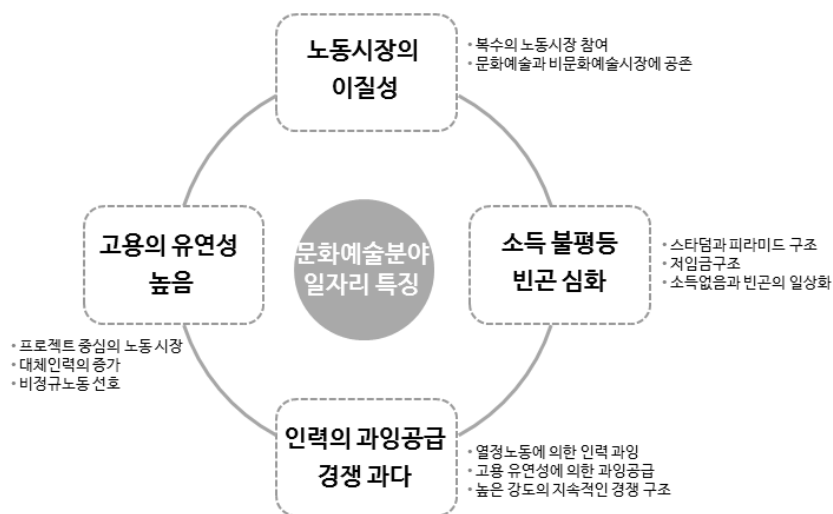 노동시장의
이질성
• 복수의 노동시장 참여
• 문화예술과 비문화예술시장에 공존
고용의 유연성
높음
• 프로젝트 중심의 노동 시장
• 대체인력의 증가
• 비정규노동 선호
문화예술분야
일자리 특징
소득 불평등
빈곤 심화
• 스타덤과 피라미드 구조
• 저임금구조
• 소득없음과 빈곤의 일상화
인력의 과잉공급
경쟁 과다
• 열정노동에 의한 인력 과잉
• 고용 유연성에 의한 과잉공급
• 높은 강도의 지속적인 경쟁 구조